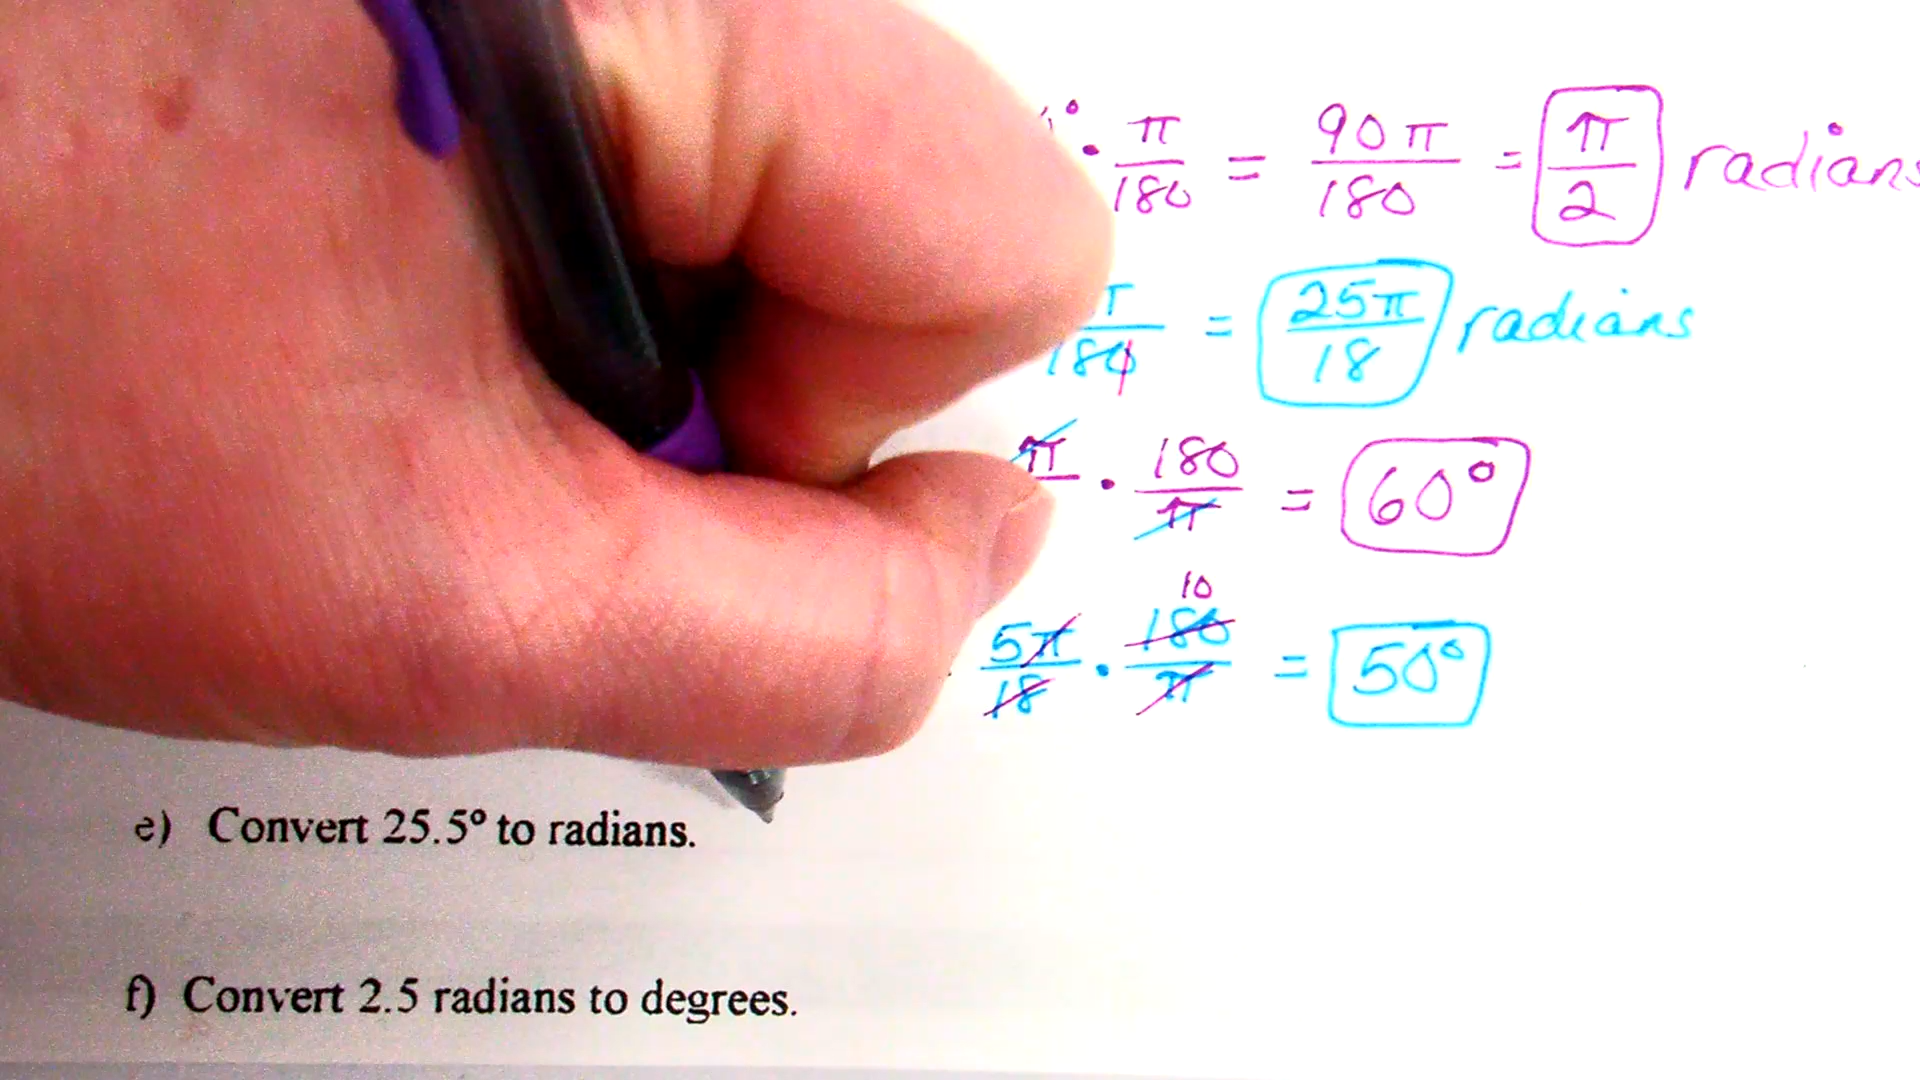 ° · π/180 = 90π/180 = π/2 radians
/180 = 25π/18 radians
π · 180/π = 60°
10
5π/18 · 180/π = 50°
e) Convert 25.5° to radians.
f) Convert 2.5 radians to degrees.